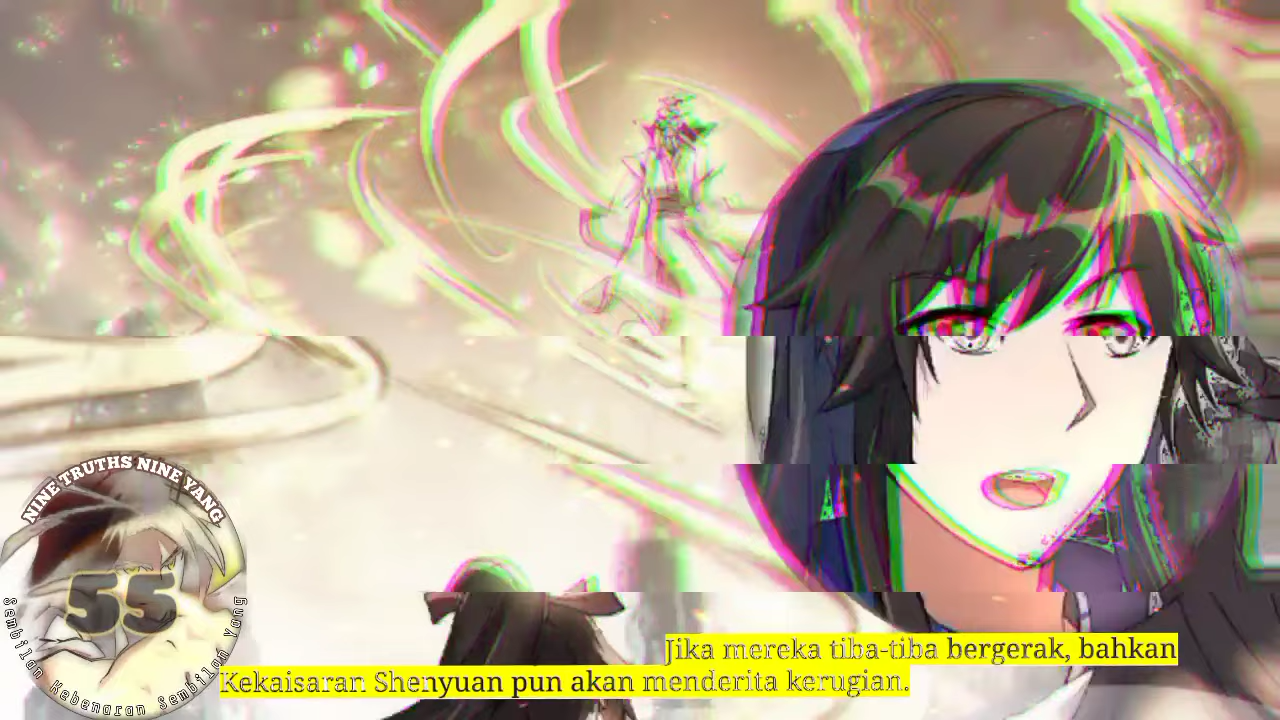 NINE TRUTHS NINE YANG
55
Sembilan Kebenaran Sembilan Yang
Jika mereka tiba-tiba bergerak, bahkan
Kekaisaran Shenyuan pun akan menderita kerugian.